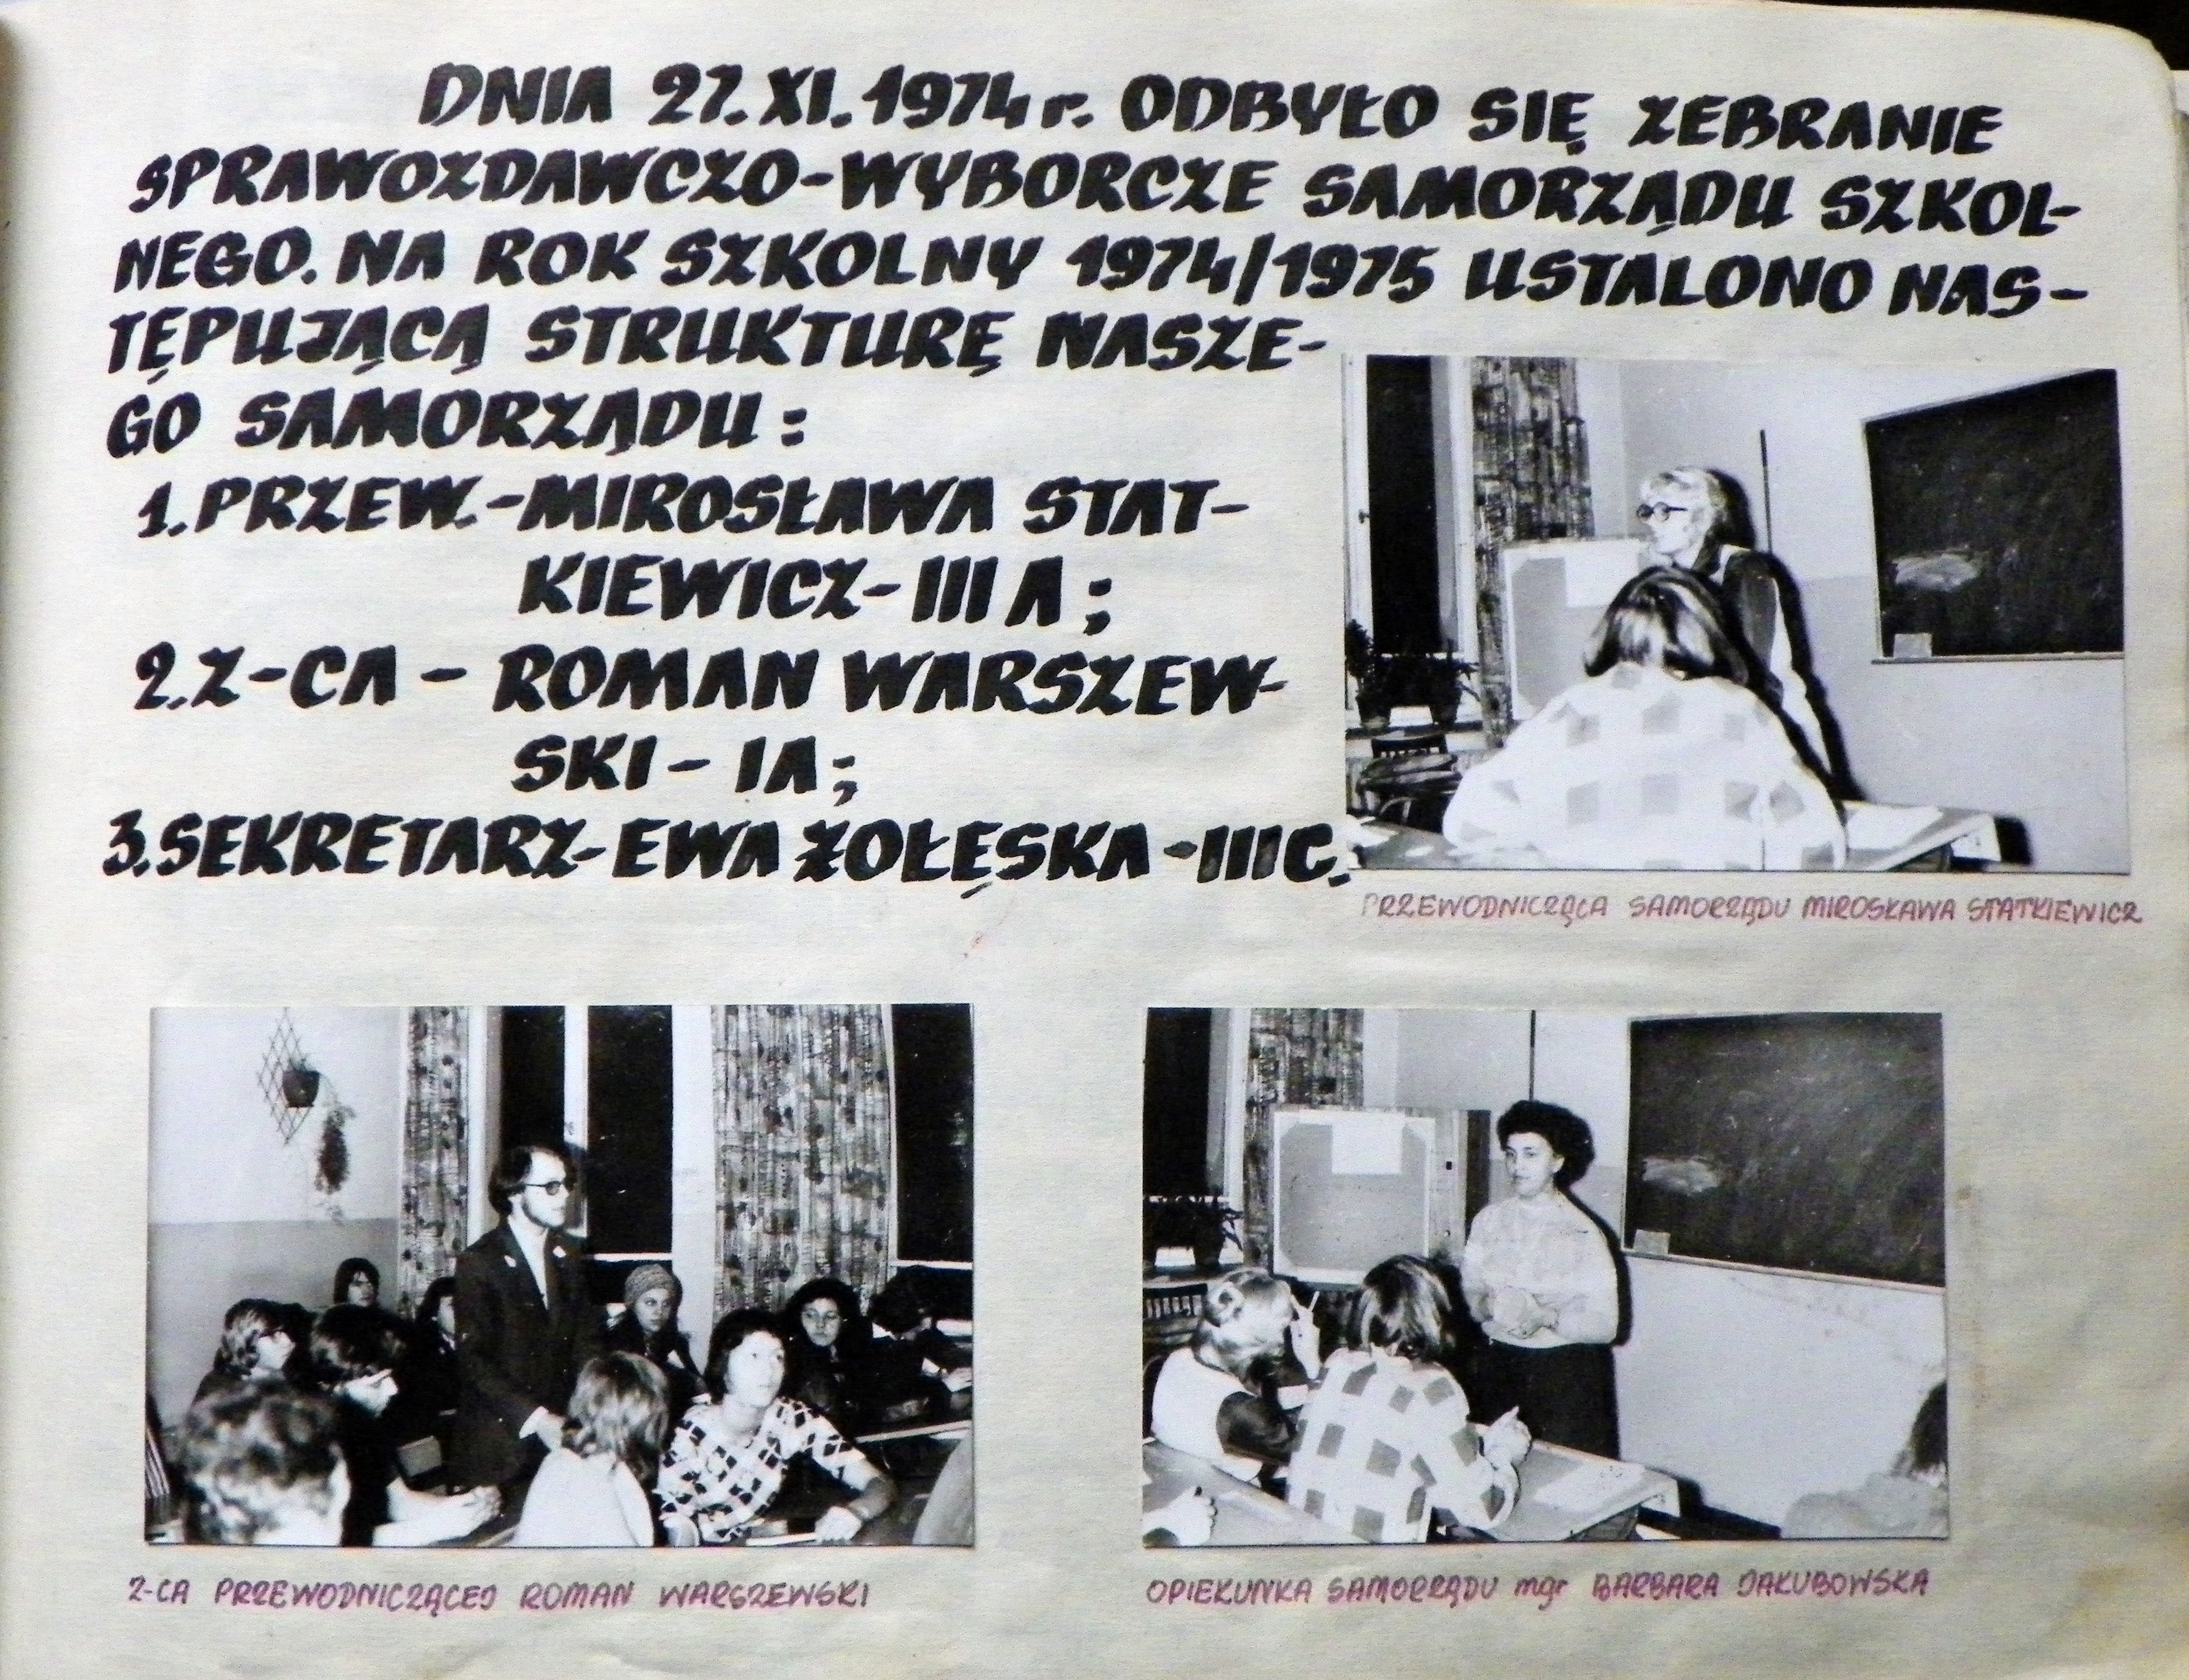 DNIA 27.XI.1974 r. ODBYŁO SIĘ ZEBRANIE
SPRAWOZDAWCZO-WYBORCZE SAMORZĄDU SZKOL-
NEGO. NA ROK SZKOLNY 1974/1975 USTALONO NAS-
TĘPUJĄCĄ STRUKTURĘ NASZE-
GO SAMORZĄDU:
1. PRZEW.-MIROSŁAWA STAT-
KIEWICZ-III A;
2. Z-CA - ROMAN WARSZEW-
SKI - IA;
3. SEKRETARZ-EWA ŻOŁĘSKA-III C.
PRZEWODNICZĄCA SAMORZĄDU MIROSŁAWA STATKIEWICZ
Z-CA PRZEWODNICZĄCEJ ROMAN WARSZEWSKI
OPIEKUNKA SAMORZĄDU mgr BARBARA JAKUBOWSKA